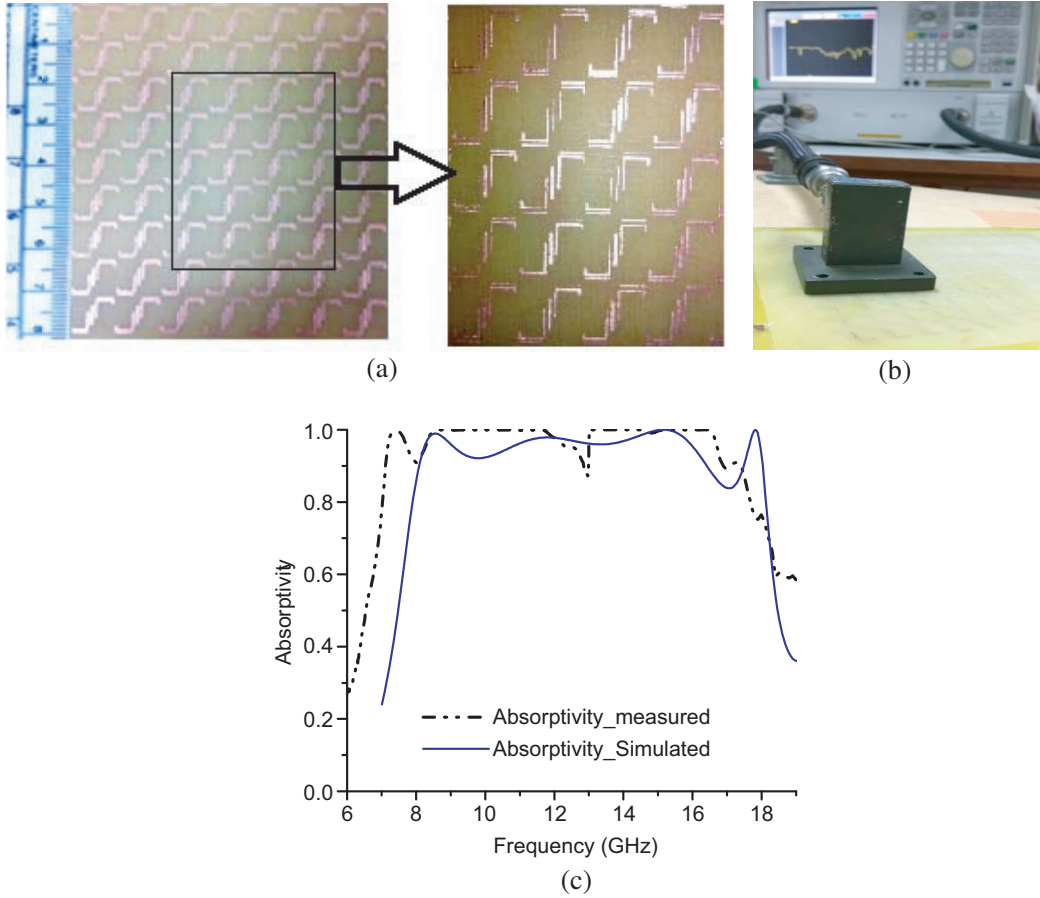 (a)
(b)
1.0
0.8
0.6
0.4
0.2
0.0
Absorptivity
Absorptivity_measured
Absorptivity_Simulated
6 8 10 12 14 16 18
Frequency (GHz)
(c)